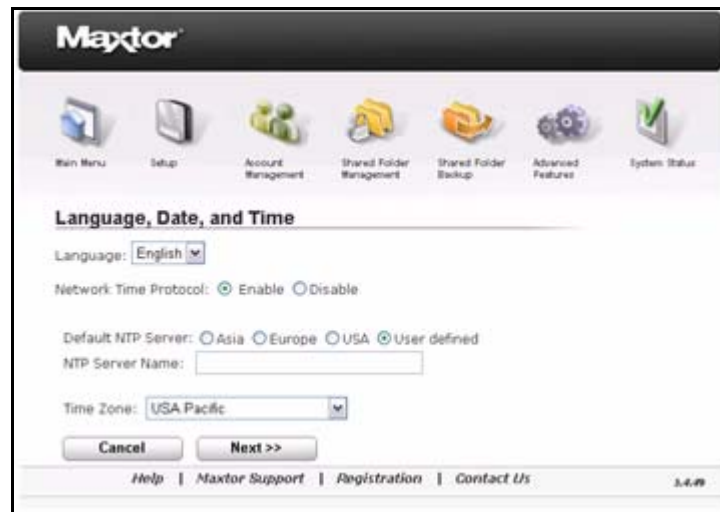 Maxtor
Main Menu
Setup
Account Management
Shared Folder Management
Shared Folder Backup
Advanced Features
System Status
Language, Date, and Time
Language: English
Network Time Protocol: Enable Disable
Default NTP Server: Asia Europe USA User defined
NTP Server Name:
Time Zone: USA Pacific
Cancel Next >>
Help | Maxtor Support | Registration | Contact Us